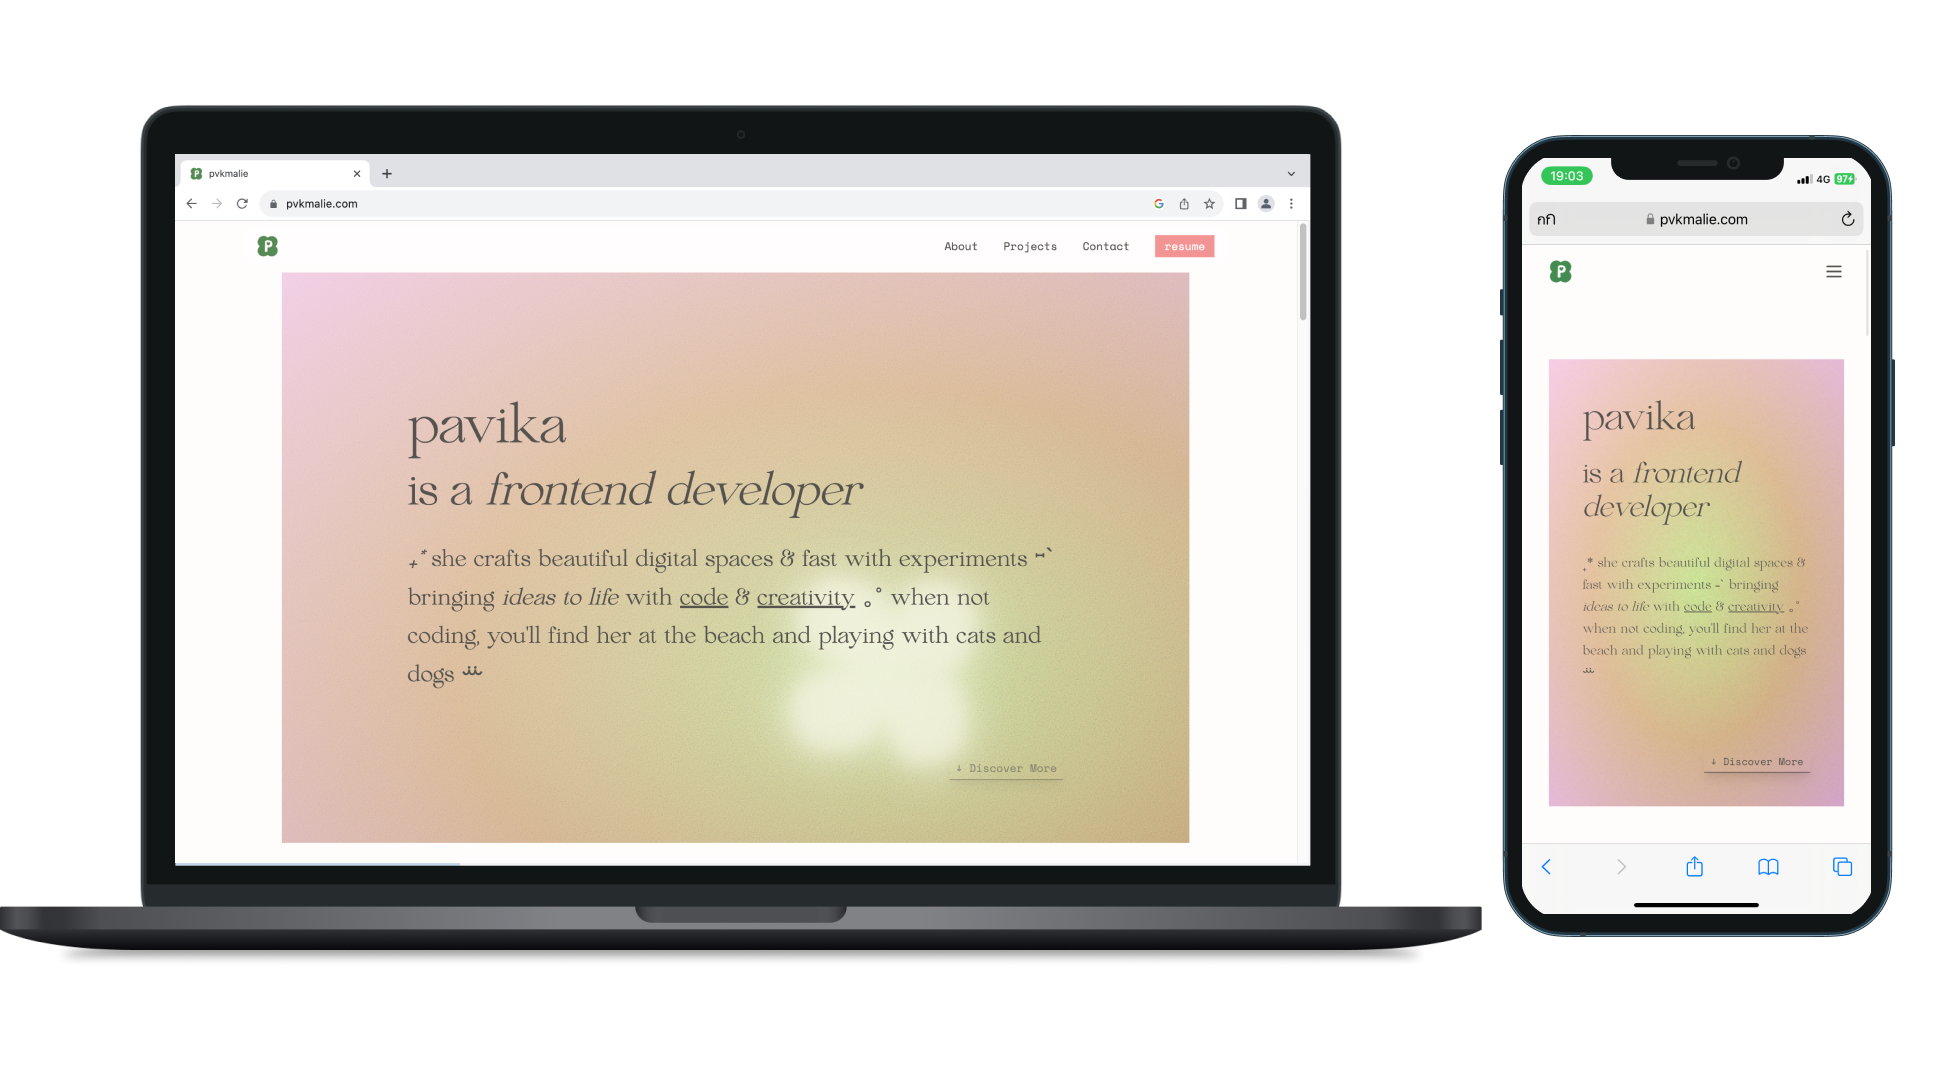 pvkmalie
pvkmalie.com
P
About Projects Contact resume
pavika
is a frontend developer
₊˚ she crafts beautiful digital spaces & fast with experiments
bringing ideas to life with code & creativity ｡˚ when not
coding, you'll find her at the beach and playing with cats and
dogs
↓ Discover More
19:03
4G 97
กก pvkmalie.com
P
pavika
is a frontend
developer
₊* she crafts beautiful digital spaces &
fast with experiments -` bringing
ideas to life with code & creativity ｡˚
when not coding, you'll find her at the
beach and playing with cats and dogs
↓ Discover More